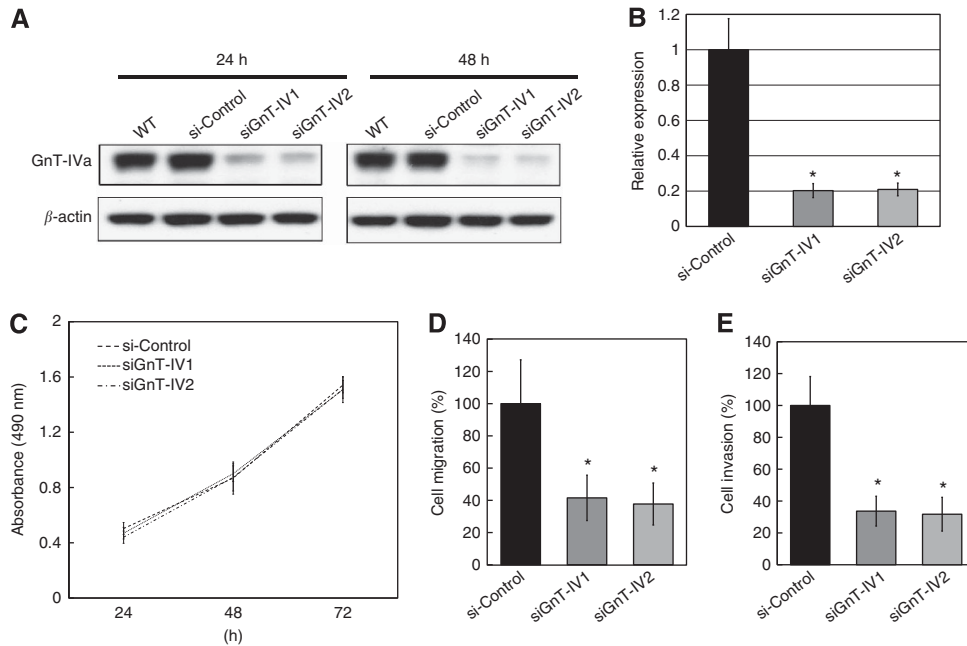 A
24 h
48 h
WT
si-Control
siGnT-IV1
siGnT-IV2
WT
si-Control
siGnT-IV1
siGnT-IV2
GnT-IVa
β-actin
B
Relative expression
1.2
1
0.8
0.6
0.4
0.2
0
*
*
si-Control
siGnT-IV1
siGnT-IV2
C
Absorbance (490 nm)
2
1.6
1.2
0.8
0.4
0
si-Control
siGnT-IV1
siGnT-IV2
24
48
72
(h)
D
Cell migration (%)
140
120
100
80
60
40
20
0
*
*
si-Control
siGnT-IV1
siGnT-IV2
E
Cell invasion (%)
140
120
100
80
60
40
20
0
*
*
si-Control
siGnT-IV1
siGnT-IV2